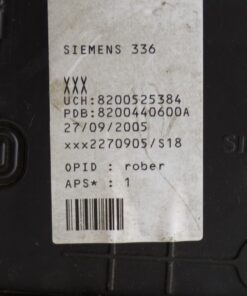 SIEMENS 336
XXX
UCH:8200525384
PDB:8200440600A
27/09/2005
xxx2270905/S18
OPID : rober
APS* : 1